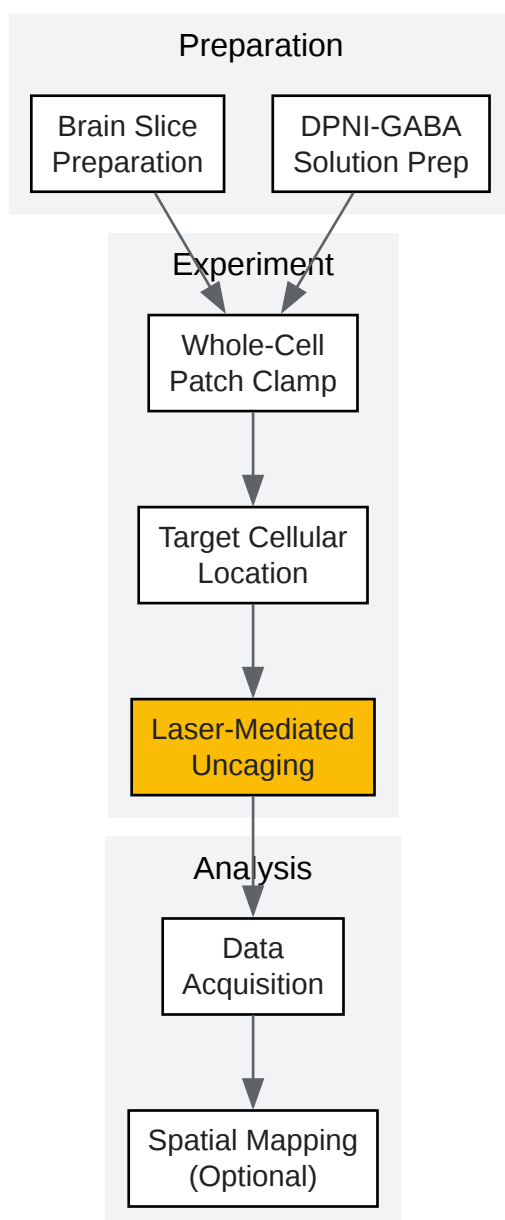 Preparation
Brain Slice
Preparation
DPNI-GABA
Solution Prep
Experiment
Whole-Cell
Patch Clamp
Target Cellular
Location
Laser-Mediated
Uncaging
Analysis
Data
Acquisition
Spatial Mapping
(Optional)